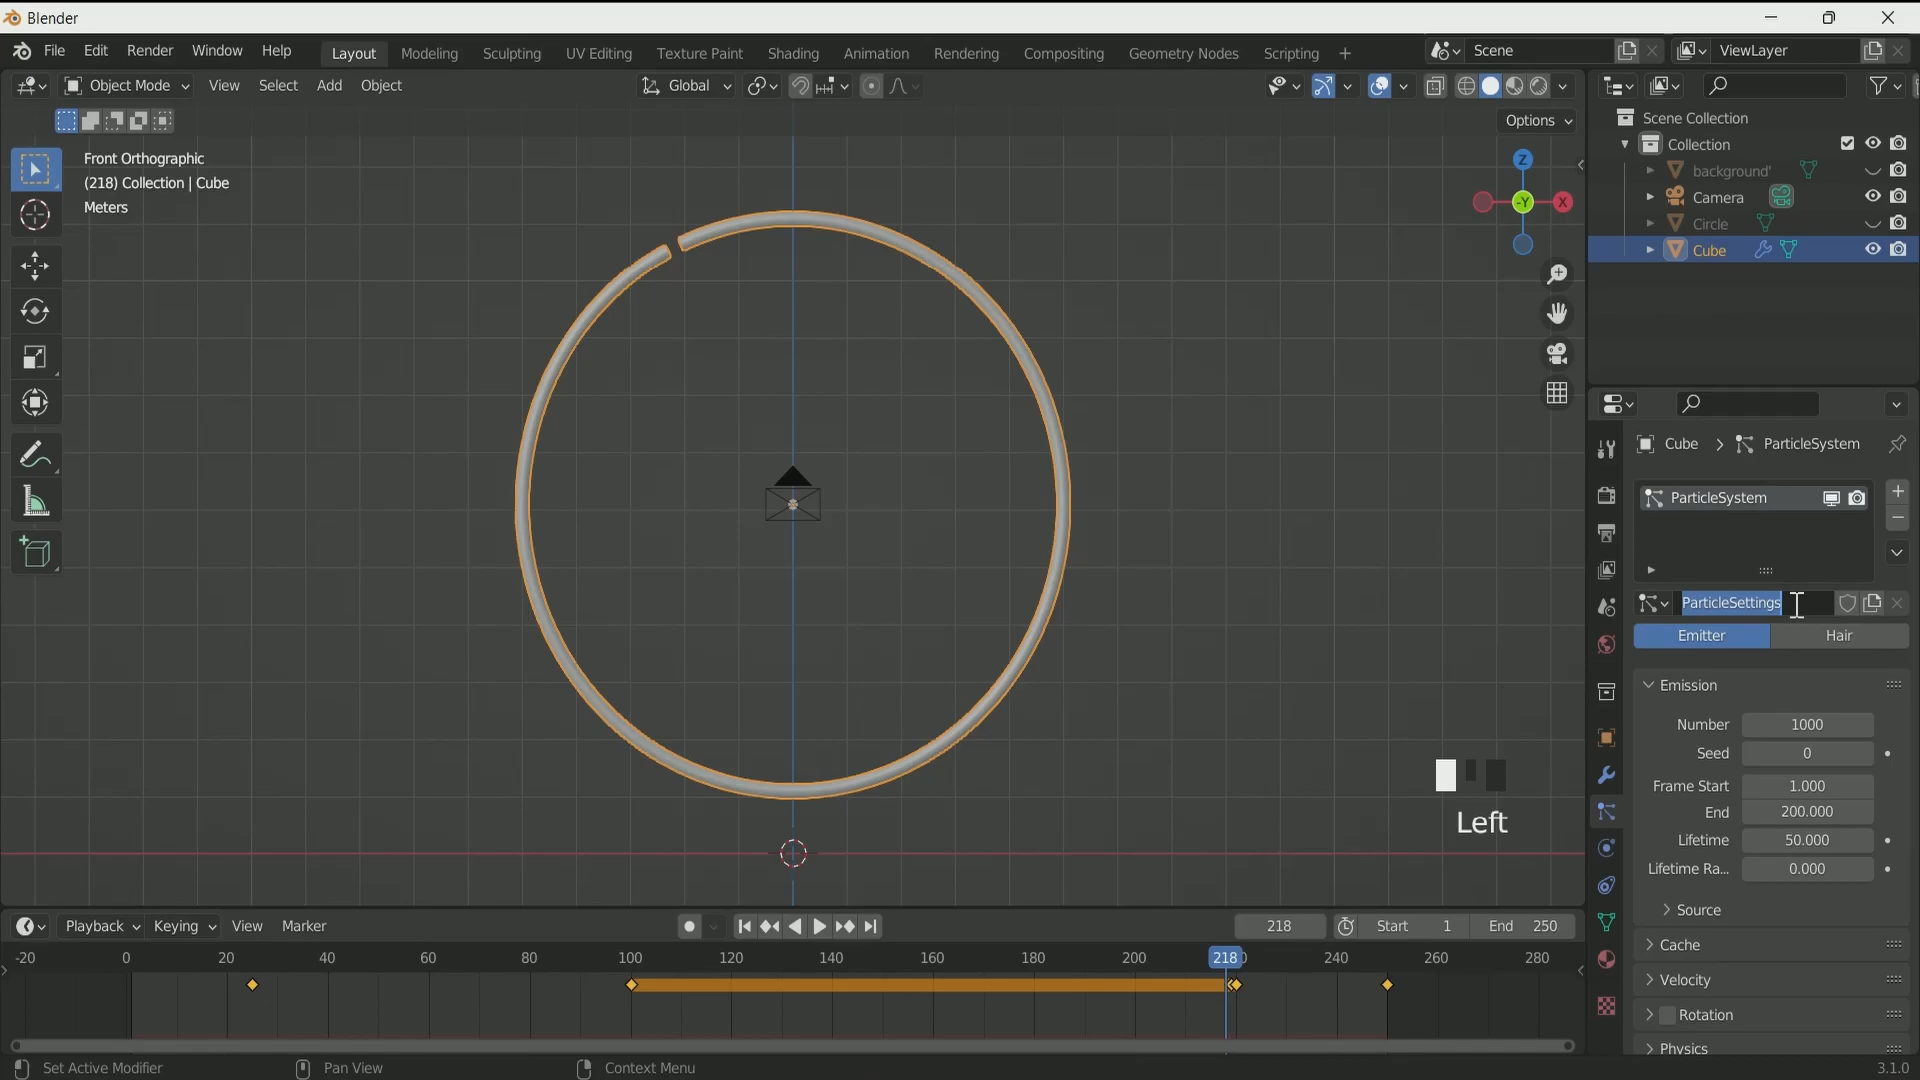 Blender
File Edit Render Window Help Layout Modeling Sculpting UV Editing Texture Paint Shading Animation Rendering Compositing Geometry Nodes Scripting + Scene ViewLayer
Object Mode View Select Add Object Global
Options
Front Orthographic
(218) Collection | Cube
Meters
Z
-Y X
Scene Collection
Collection
background'
Camera
Circle
Cube
Cube > ParticleSystem
ParticleSystem
ParticleSettings
Emitter Hair
Emission
Number 1000
Seed 0
Frame Start 1.000
End 200.000
Lifetime 50.000
Lifetime Ra... 0.000
Source
Cache
Velocity
Rotation
Physics
Left
Playback Keying View Marker 218 Start 1 End 250
-20 0 20 40 60 80 100 120 140 160 180 200 218 240 260 280
Set Active Modifier Pan View Context Menu 3.1.0